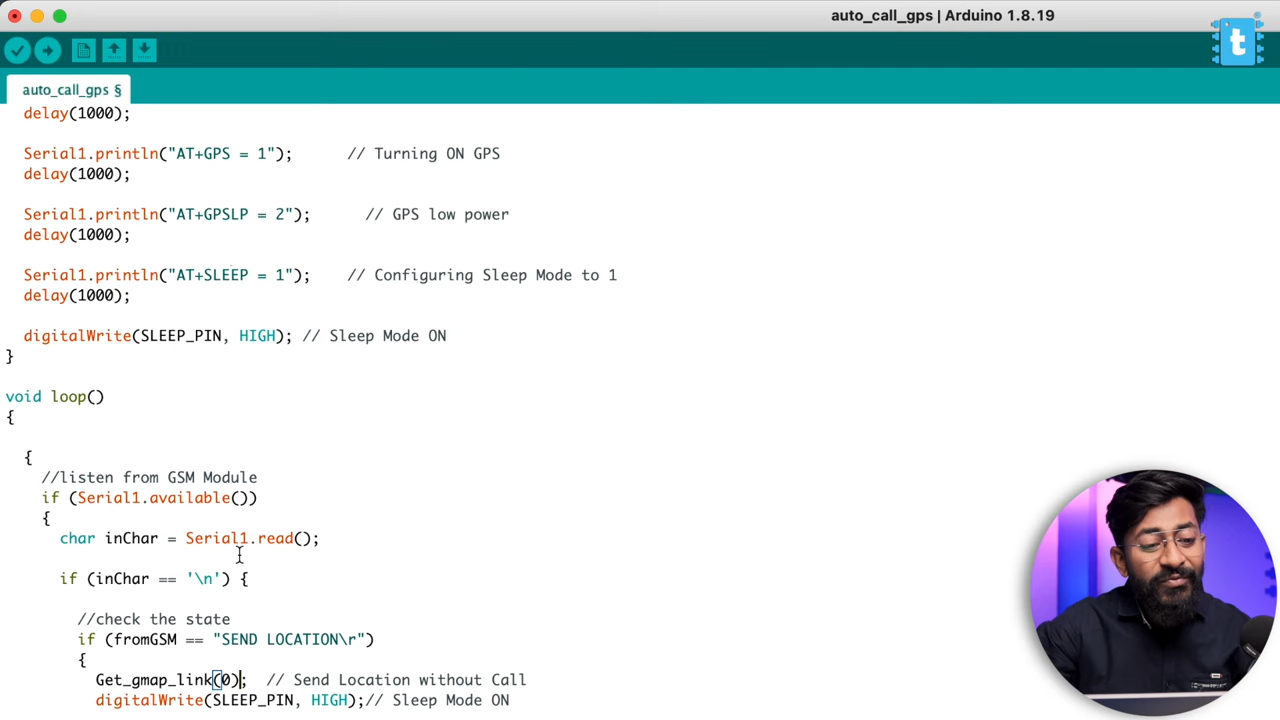 auto_call_gps | Arduino 1.8.19
t
auto_call_gps §
delay(1000);
Serial1.println("AT+GPS = 1");      // Turning ON GPS
delay(1000);
Serial1.println("AT+GPSLP = 2");      // GPS low power
delay(1000);
Serial1.println("AT+SLEEP = 1");    // Configuring Sleep Mode to 1
delay(1000);
digitalWrite(SLEEP_PIN, HIGH); // Sleep Mode ON
}
void loop()
{
{
//listen from GSM Module
if (Serial1.available())
{
char inChar = Serial1.read();
if (inChar == '\n') {
//check the state
if (fromGSM == "SEND LOCATION\r")
{
Get_gmap_link(0);  // Send Location without Call
digitalWrite(SLEEP_PIN, HIGH);// Sleep Mode ON